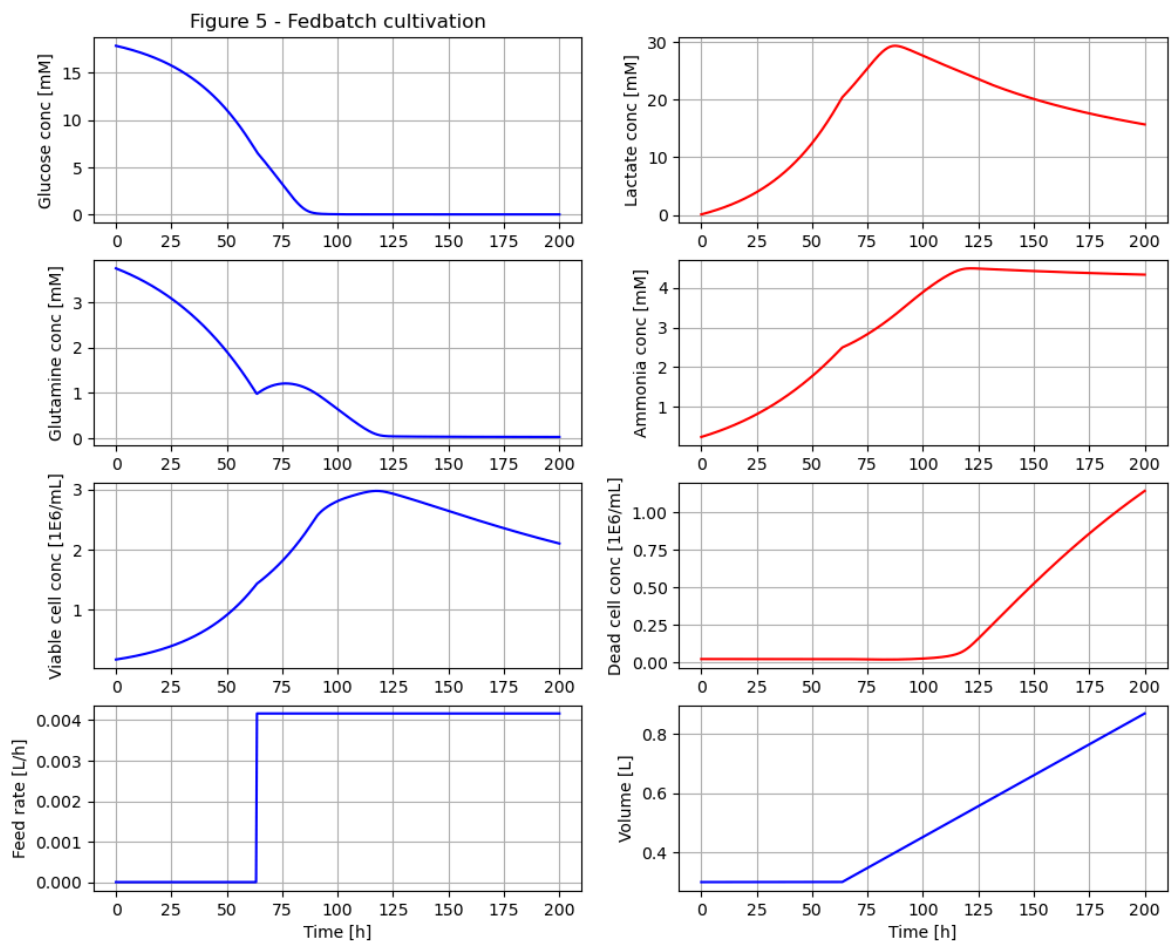 Figure 5 - Fedbatch cultivation
Glucose conc [mM]
15
10
5
0
0 25 50 75 100 125 150 175 200
Lactate conc [mM]
30
20
10
0
0 25 50 75 100 125 150 175 200
Glutamine conc [mM]
3
2
1
0
0 25 50 75 100 125 150 175 200
Ammonia conc [mM]
4
3
2
1
0 25 50 75 100 125 150 175 200
Viable cell conc [1E6/mL]
3
2
1
0 25 50 75 100 125 150 175 200
Dead cell conc [1E6/mL]
1.00
0.75
0.50
0.25
0.00
0 25 50 75 100 125 150 175 200
Feed rate [L/h]
0.004
0.003
0.002
0.001
0.000
0 25 50 75 100 125 150 175 200
Time [h]
Volume [L]
0.8
0.6
0.4
0 25 50 75 100 125 150 175 200
Time [h]